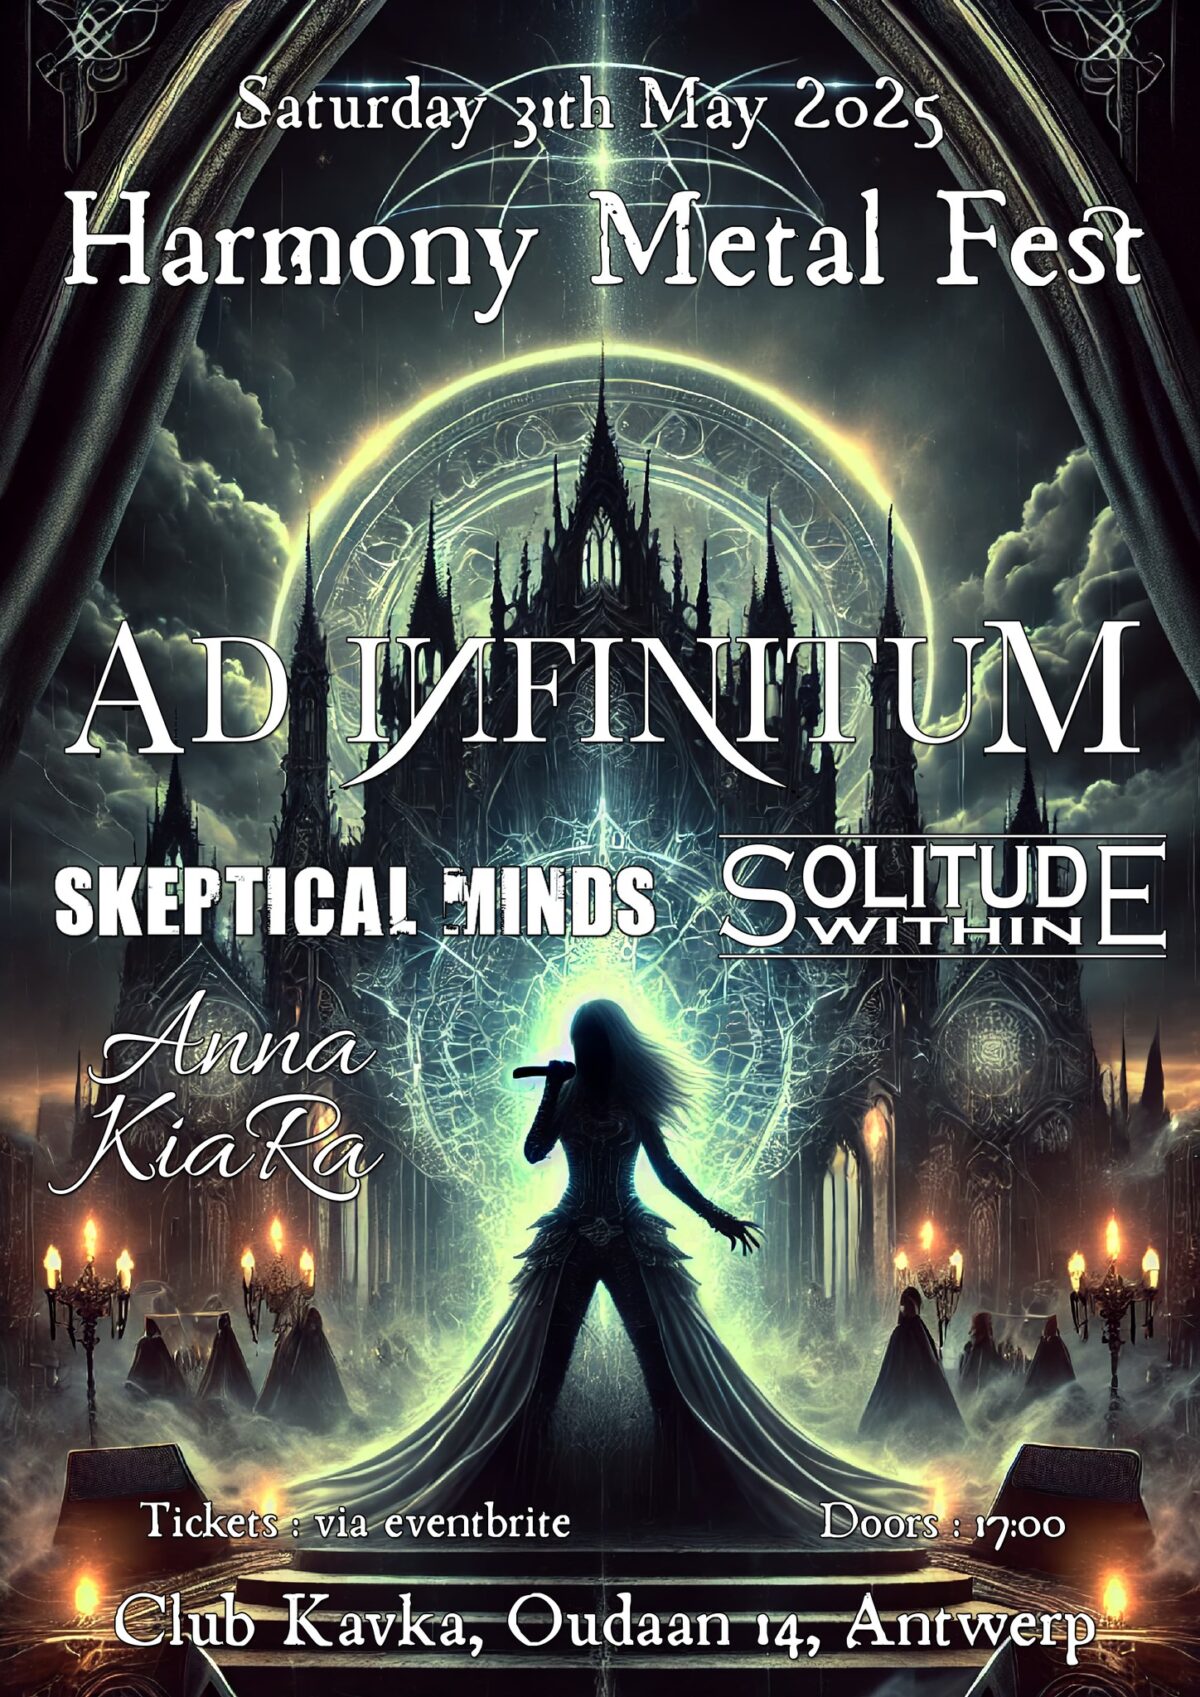 Saturday 31th May 2025
Harmony Metal Fest
AD INFINITUM
SKEPTICAL MINDS
SOLITUDE
WITHIN
Anna
KiaRa
Tickets : via eventbrite
Doors : 17:00
Club Kavka, Oudaan 14, Antwerp